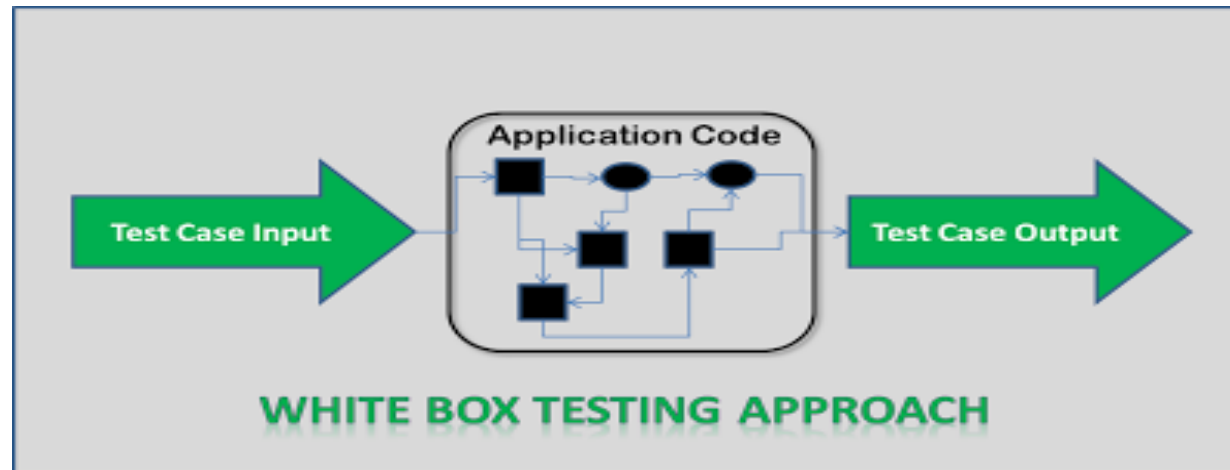 Application Code
Test Case Input
Test Case Output
WHITE BOX TESTING APPROACH